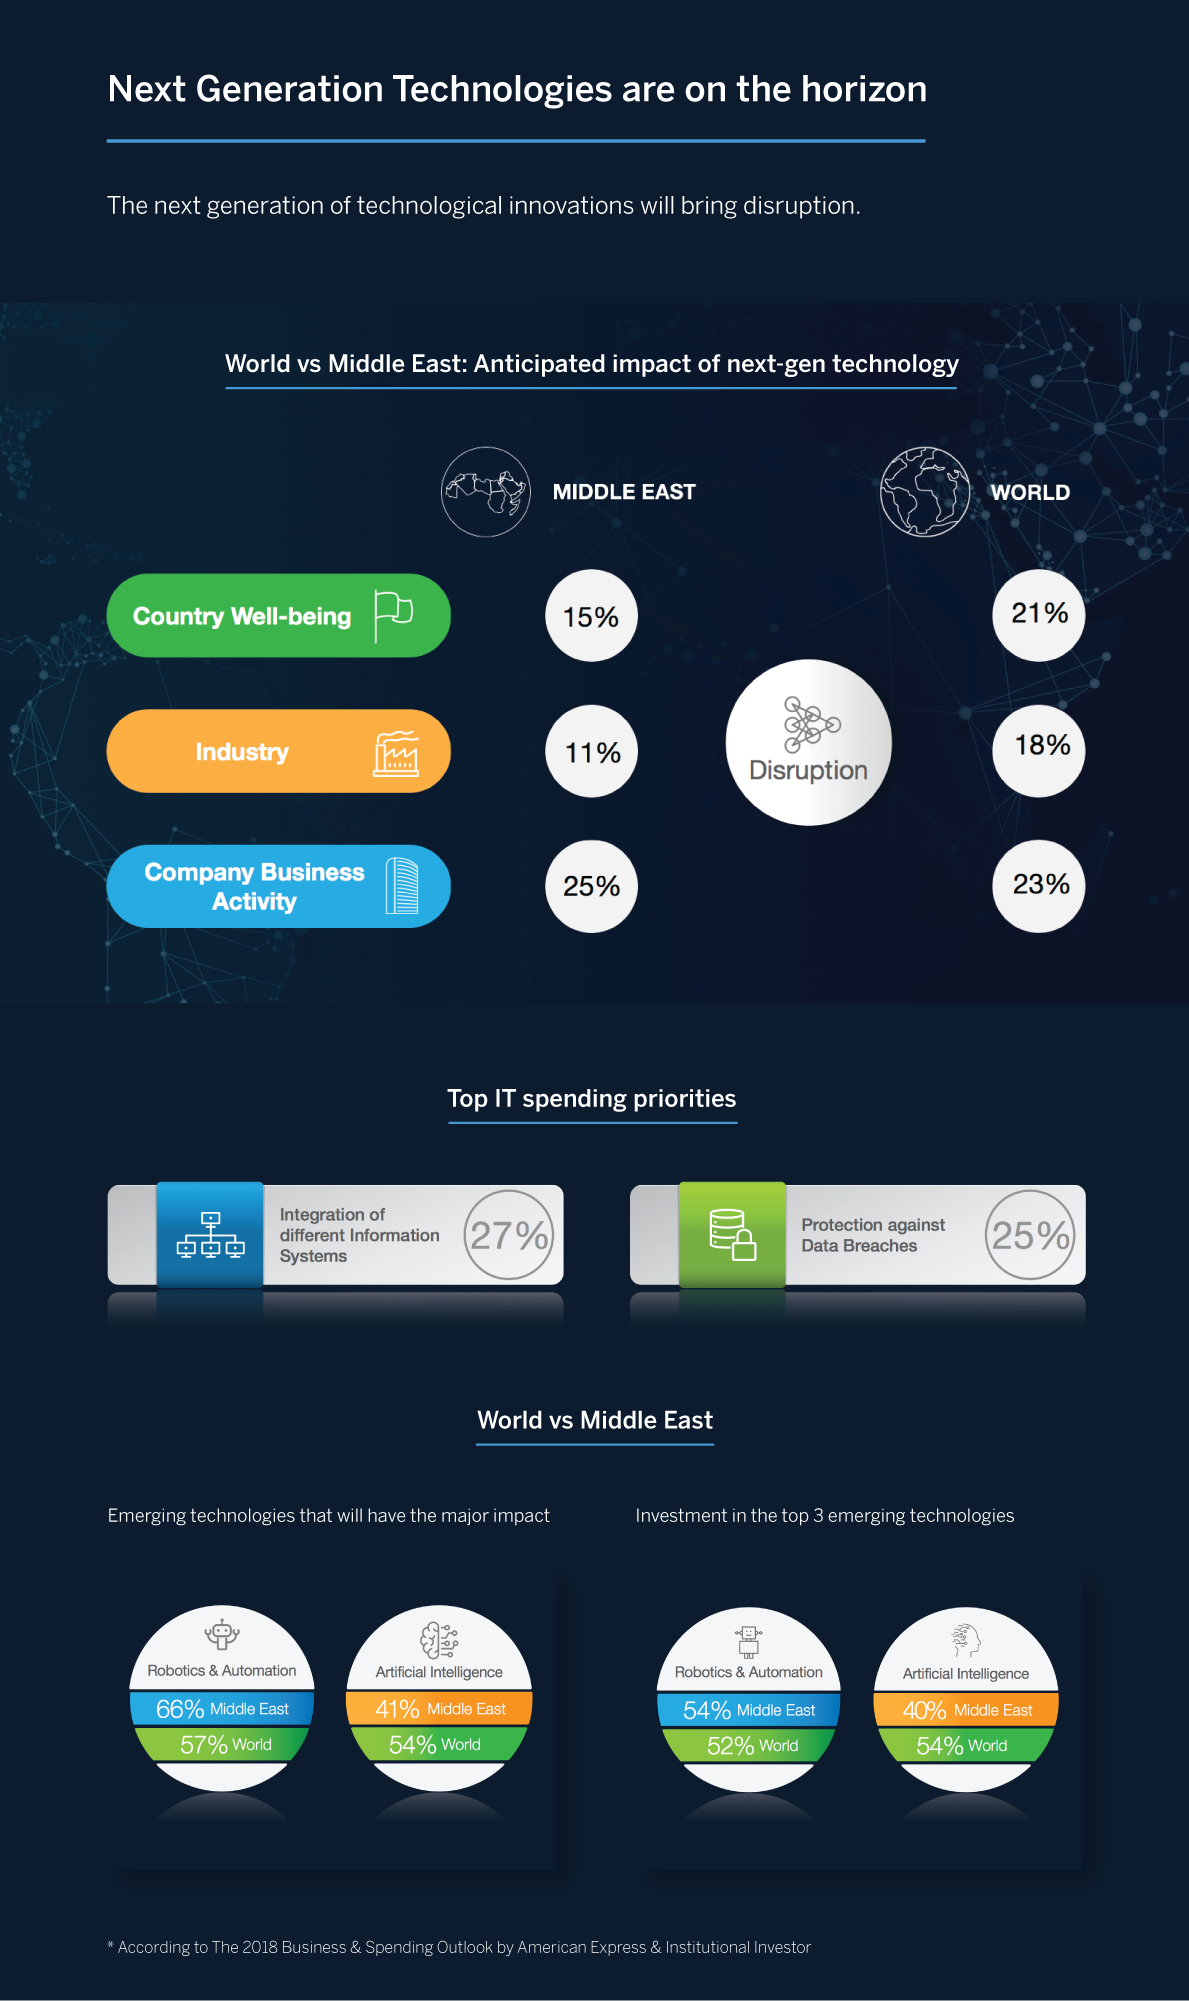 Next Generation Technologies are on the horizon
The next generation of technological innovations will bring disruption.
World vs Middle East: Anticipated impact of next-gen technology
MIDDLE EAST
WORLD
Country Well-being
15%
21%
Industry
11%
18%
Disruption
Company Business
Activity
25%
23%
Top IT spending priorities
Integration of
different Information
Systems
27%
Protection against
Data Breaches
25%
World vs Middle East
Emerging technologies that will have the major impact
Robotics & Automation
66% Middle East
57% World
Artificial Intelligence
41% Middle East
54% World
Investment in the top 3 emerging technologies
Robotics & Automation
54% Middle East
52% World
Artificial Intelligence
40% Middle East
54% World
* According to The 2018 Business & Spending Outlook by American Express & Institutional Investor